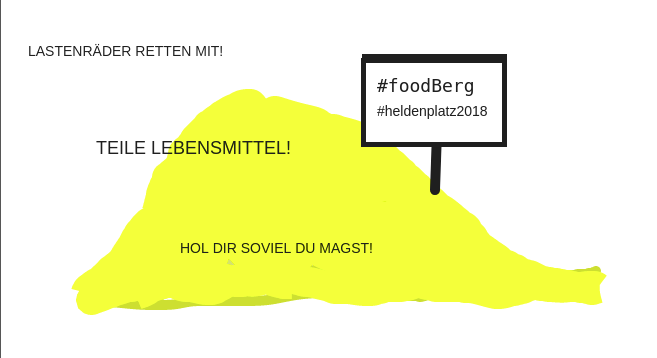 LASTENRÄDER RETTEN MIT!
#foodBerg
#heldenplatz2018
TEILE LEBENSMITTEL!
HOL DIR SOVIEL DU MAGST!